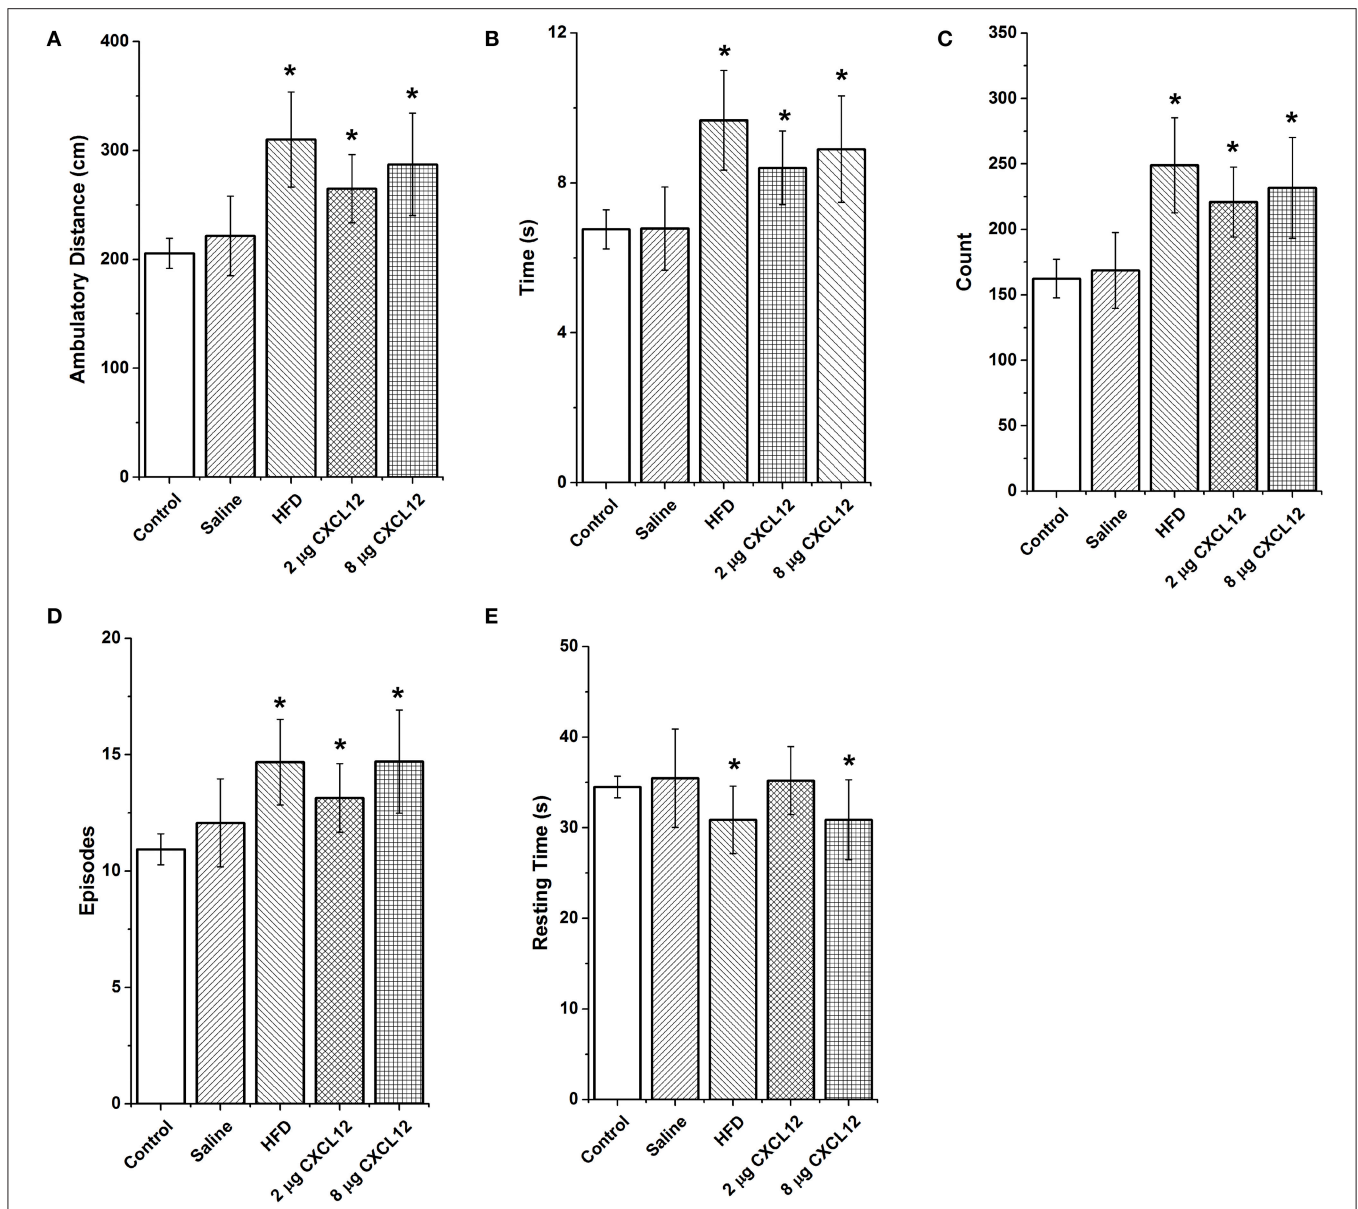 A
Ambulatory Distance (cm)
400
300
200
100
0
*
*
*
Control
Saline
HFD
2 µg CXCL12
8 µg CXCL12
B
Time (s)
12
8
4
0
*
*
*
Control
Saline
HFD
2 µg CXCL12
8 µg CXCL12
C
Count
350
300
250
200
150
100
50
0
*
*
*
Control
Saline
HFD
2 µg CXCL12
8 µg CXCL12
D
Episodes
20
15
10
5
0
*
*
*
Control
Saline
HFD
2 µg CXCL12
8 µg CXCL12
E
Resting Time (s)
50
40
30
20
10
0
*
*
Control
Saline
HFD
2 µg CXCL12
8 µg CXCL12